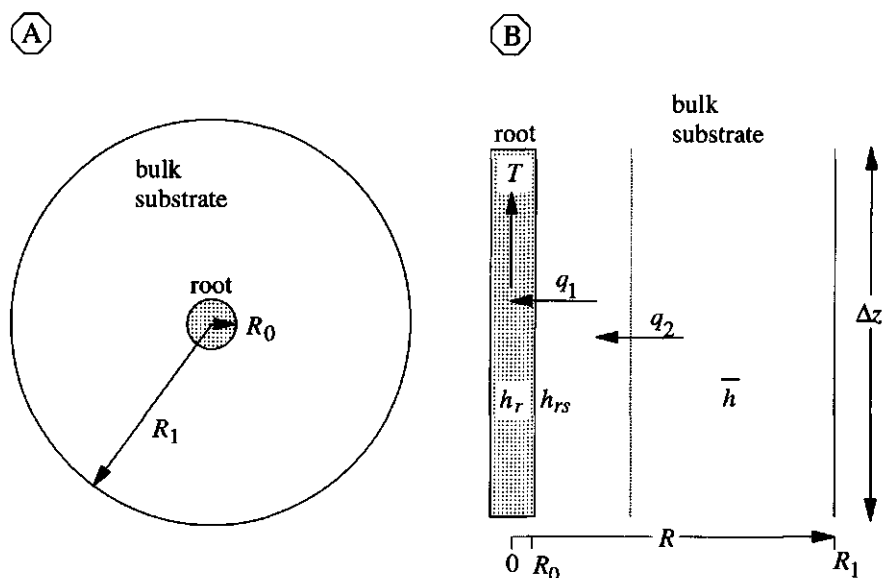 A
bulk
substrate
root
R₀
R₁
B
bulk
substrate
root
T
q₁
q₂
Δz
hᵣ hᵣₛ h̅
R
0 R₀ R₁